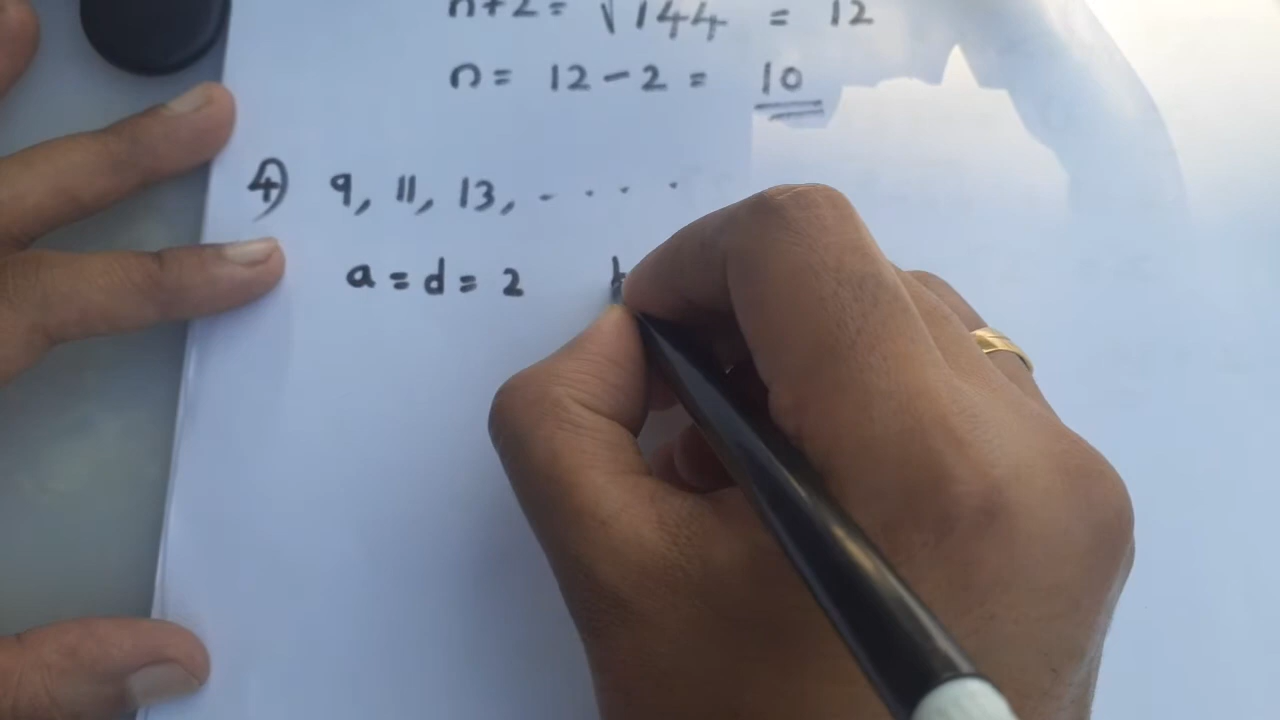 n+2 = √144 = 12
n = 12 - 2 = 10
4) 9, 11, 13, - . . . .
a = d = 2 b